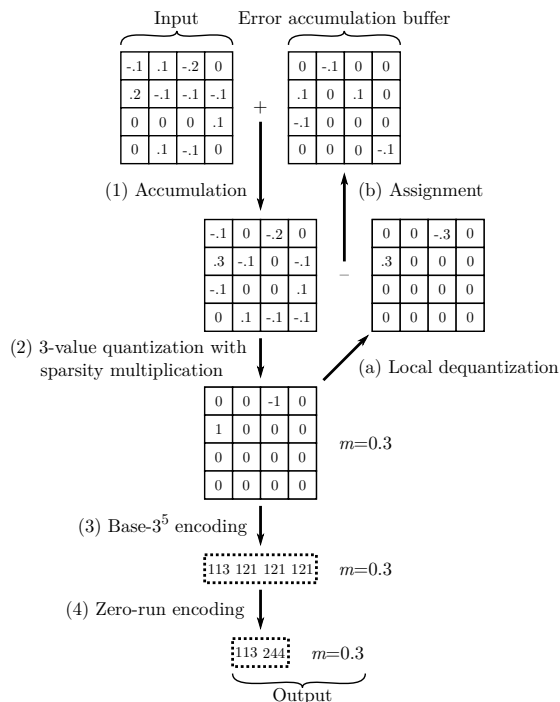 Input Error accumulation buffer
-.1 .1 -.2 0 0 -.1 0 0
.2 -.1 -.1 -.1 .1 0 .1 0
+
0 0 0 .1 -.1 0 0 0
0 .1 -.1 0 0 0 0 -.1
(1) Accumulation (b) Assignment
-.1 0 -.2 0 0 0 -.3 0
.3 -.1 0 -.1 .3 0 0 0
–
-.1 0 0 .1 0 0 0 0
0 .1 -.1 -.1 0 0 0 0
(2) 3-value quantization with
sparsity multiplication
(a) Local dequantization
0 0 -1 0
1 0 0 0
0 0 0 0
m=0.3
0 0 0 0
(3) Base-3⁵ encoding
113 121 121 121 m=0.3
(4) Zero-run encoding
113 244 m=0.3
Output